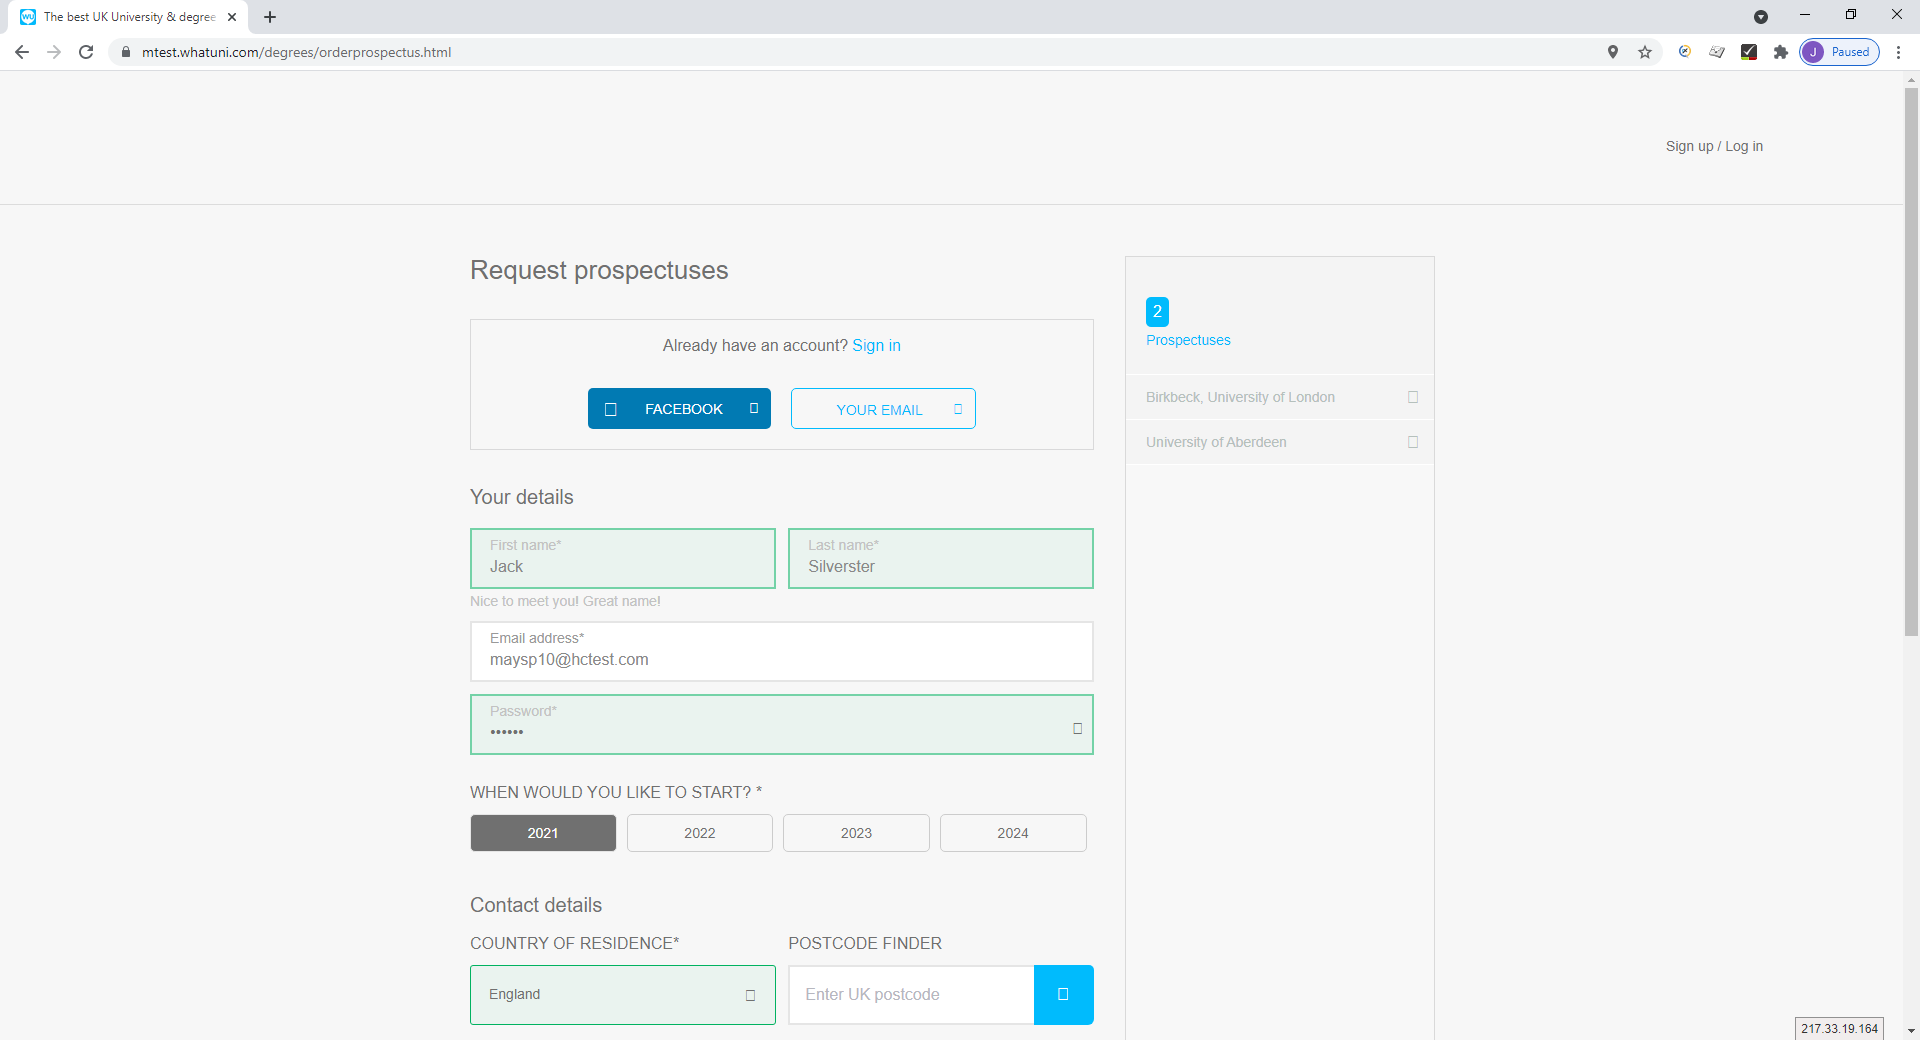 The best UK University & degree
mtest.whatuni.com/degrees/orderprospectus.html
J Paused
Sign up / Log in
Request prospectuses
Already have an account? Sign in
FACEBOOK
YOUR EMAIL
2
Prospectuses
Birkbeck, University of London
University of Aberdeen
Your details
First name*
Jack
Last name*
Silverster
Nice to meet you! Great name!
Email address*
maysp10@hctest.com
Password*
••••••
WHEN WOULD YOU LIKE TO START? *
2021 2022 2023 2024
Contact details
COUNTRY OF RESIDENCE* POSTCODE FINDER
England
Enter UK postcode
217.33.19.164